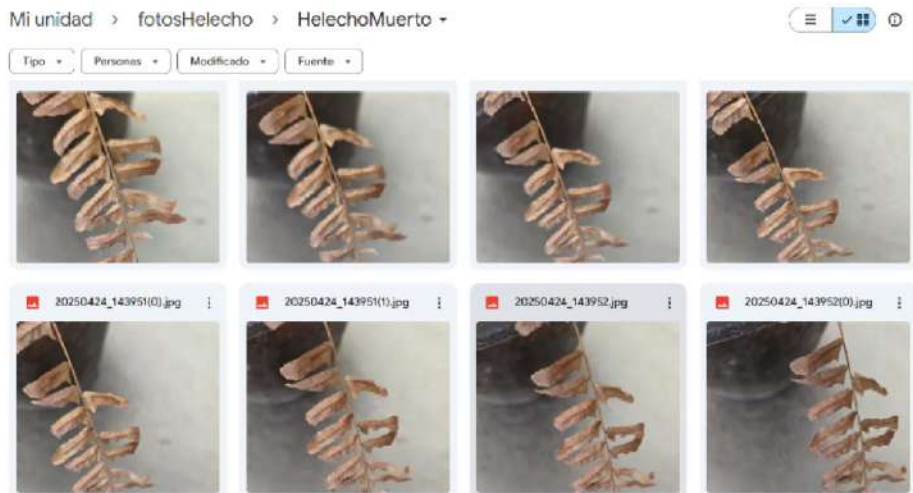 Mi unidad > fotosHelecho > HelechoMuerto
Tipo Personas Modificado Fuente
20250424_143951(0).jpg 20250424_143951(1).jpg 20250424_143952.jpg 20250424_143952(0).jpg